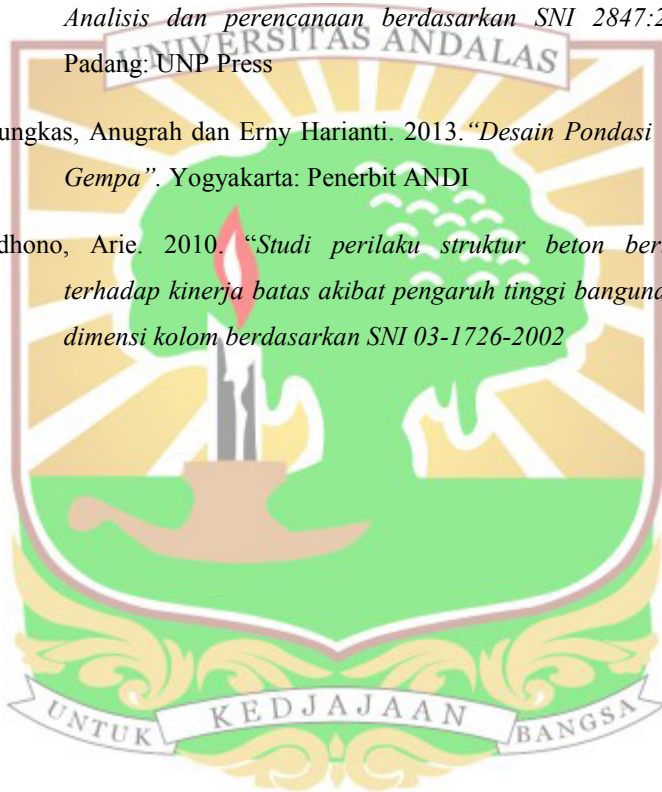 Analisis dan perencanaan berdasarkan SNI 2847:2
UNIVERSITAS ANDALAS
Padang: UNP Press
ungkas, Anugrah dan Erny Harianti. 2013.“Desain Pondasi
Gempa”. Yogyakarta: Penerbit ANDI
dhono, Arie. 2010. “Studi perilaku struktur beton ber
terhadap kinerja batas akibat pengaruh tinggi banguna
dimensi kolom berdasarkan SNI 03-1726-2002
UNTUK KEDJAJAAN BANGSA